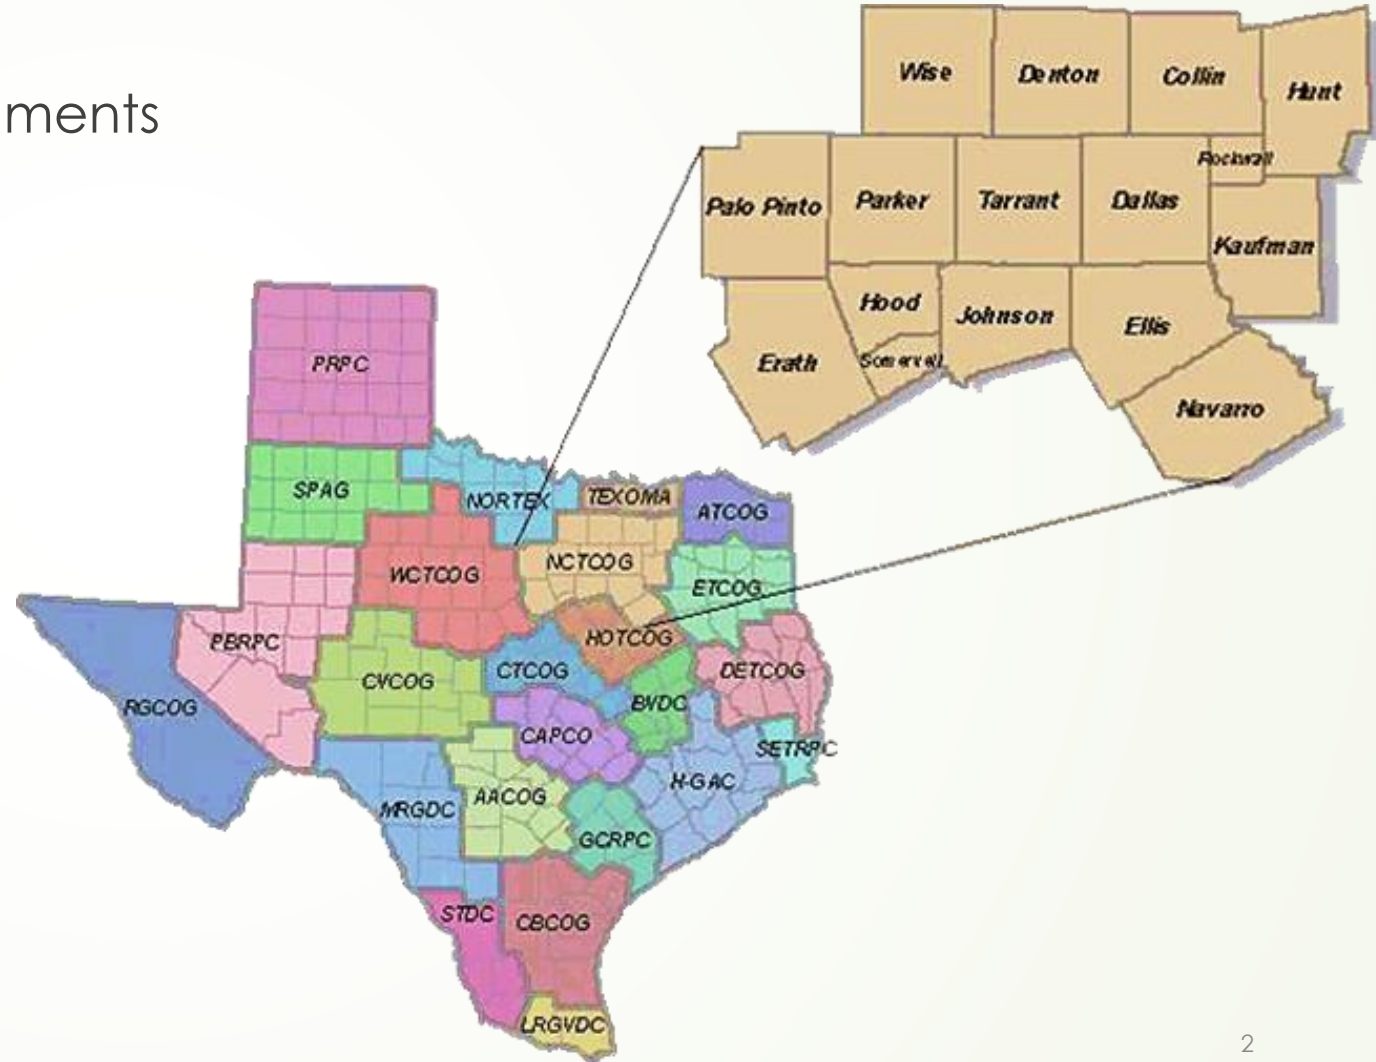 ments
Wise
Denton
Collin
Hunt
Rockwall
Palo Pinto
Parker
Tarrant
Dallas
Kaufman
Hood
Johnson
Ellis
Erath
Somervell
Navarro
PRPC
SPAG
NORTEX
TEXOMA
ATCOG
WCTCOG
NCTCOG
ETCOG
PBRPC
HOTCOG
CVCOG
CTCOG
DETCOG
RGCOG
BVDC
CAPCO
SETRPC
H-GAC
MRGDC
AACOG
GCRPC
STDC
CBCOG
LRGVDC
2